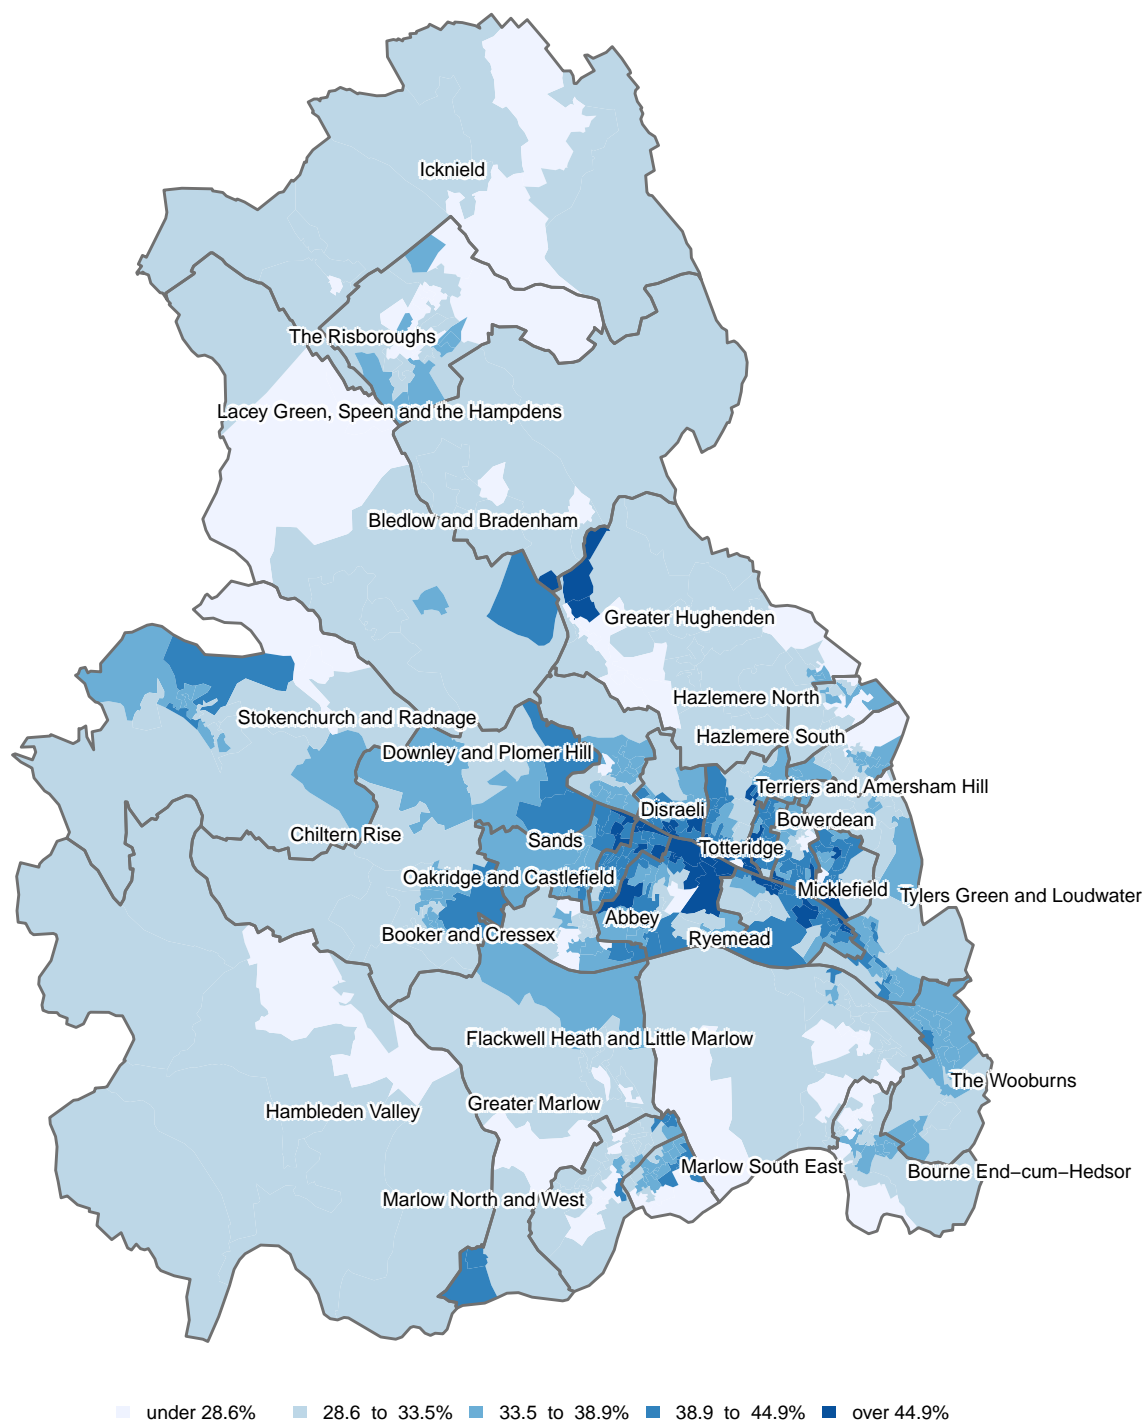 Icknield
The Risboroughs
Lacey Green, Speen and the Hampdens
Bledlow and Bradenham
Greater Hughenden
Hazlemere North
Stokenchurch and Radnage
Hazlemere South
Downley and Plomer Hill
Terriers and Amersham Hill
Disraeli
Bowerdean
Chiltern Rise
Sands
Totteridge
Oakridge and Castlefield
Micklefield
Tylers Green and Loudwater
Abbey
Booker and Cressex
Ryemead
Flackwell Heath and Little Marlow
The Wooburns
Greater Marlow
Hambleden Valley
Marlow South East
Bourne End−cum−Hedsor
Marlow North and West
under 28.6% 28.6 to 33.5% 33.5 to 38.9% 38.9 to 44.9% over 44.9%